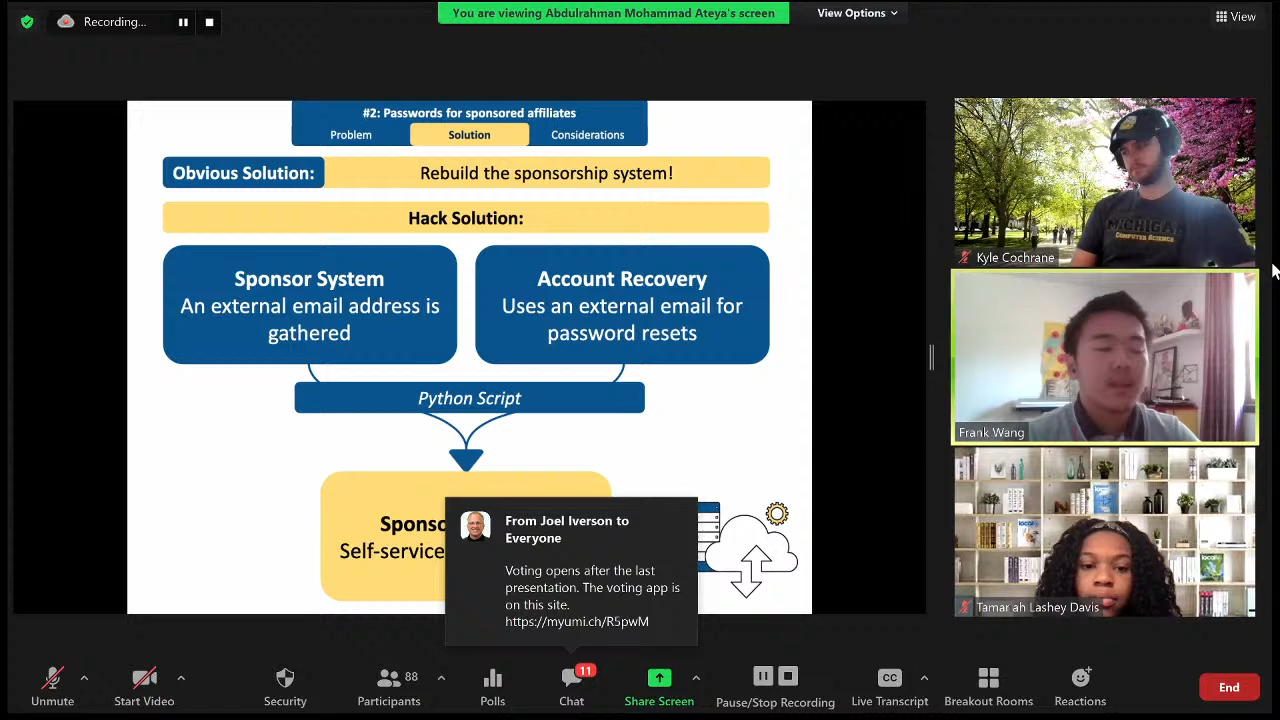 Recording...
You are viewing Abdulrahman Mohammad Ateya's screen
View Options
View
#2: Passwords for sponsored affiliates
Problem
Solution
Considerations
Obvious Solution:
Rebuild the sponsorship system!
Hack Solution:
Sponsor System
An external email address is
gathered
Account Recovery
Uses an external email for
password resets
Python Script
Self-service
From Joel Iverson to
Everyone
Voting opens after the last
presentation. The voting app is
on this site.
https://myumi.ch/R5pwM
MICHIGAN
COMPUTER SCIENCE
Kyle Cochrane
Frank Wang
Tamar'ah Lashey Davis
Unmute
Start Video
Security
88
Participants
Polls
11
Chat
Share Screen
Pause/Stop Recording
CC
Live Transcript
Breakout Rooms
Reactions
End